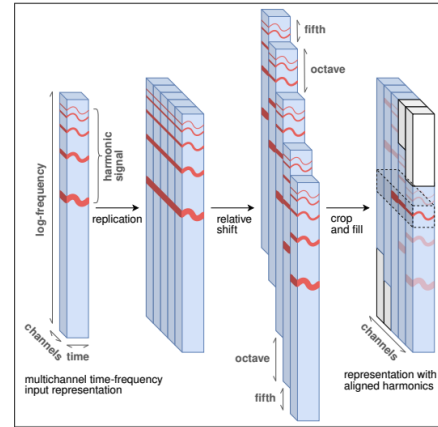 fifth
octave
log-frequency
harmonic
signal
replication
relative
shift
crop
and fill
channels
time
octave
fifth
channels
multichannel time-frequency
input representation
representation with
aligned harmonics